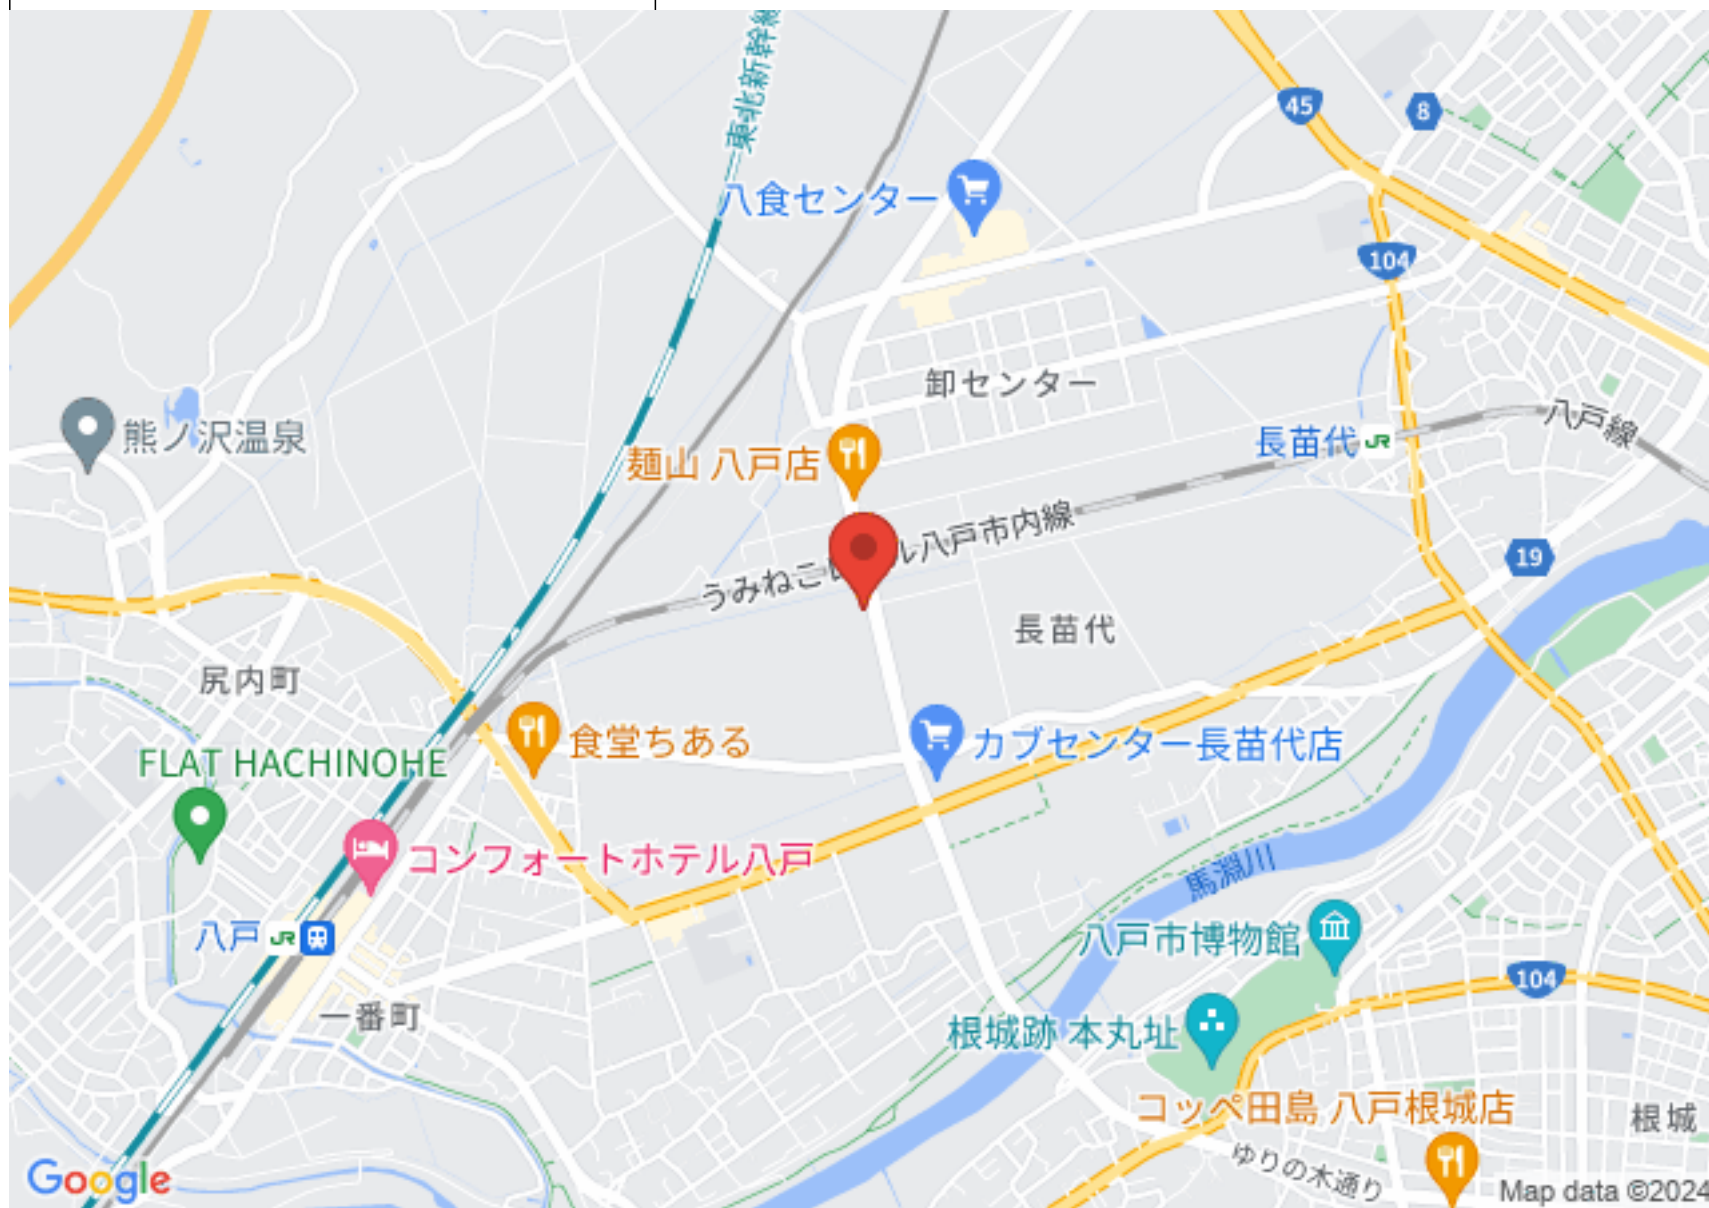 東北新幹線
45
8
八食センター
104
卸センター
熊ノ沢温泉
麺山 八戸店
長苗代 JR
八戸線
うみねこレール八戸市内線
19
長苗代
尻内町
食堂ちある
カブセンター長苗代店
FLAT HACHINOHE
コンフォートホテル八戸
馬淵川
八戸 JR
八戸市博物館
104
一番町
根城跡 本丸址
コッペ田島 八戸根城店
根城
ゆりの木通り
Google
Map data ©2024